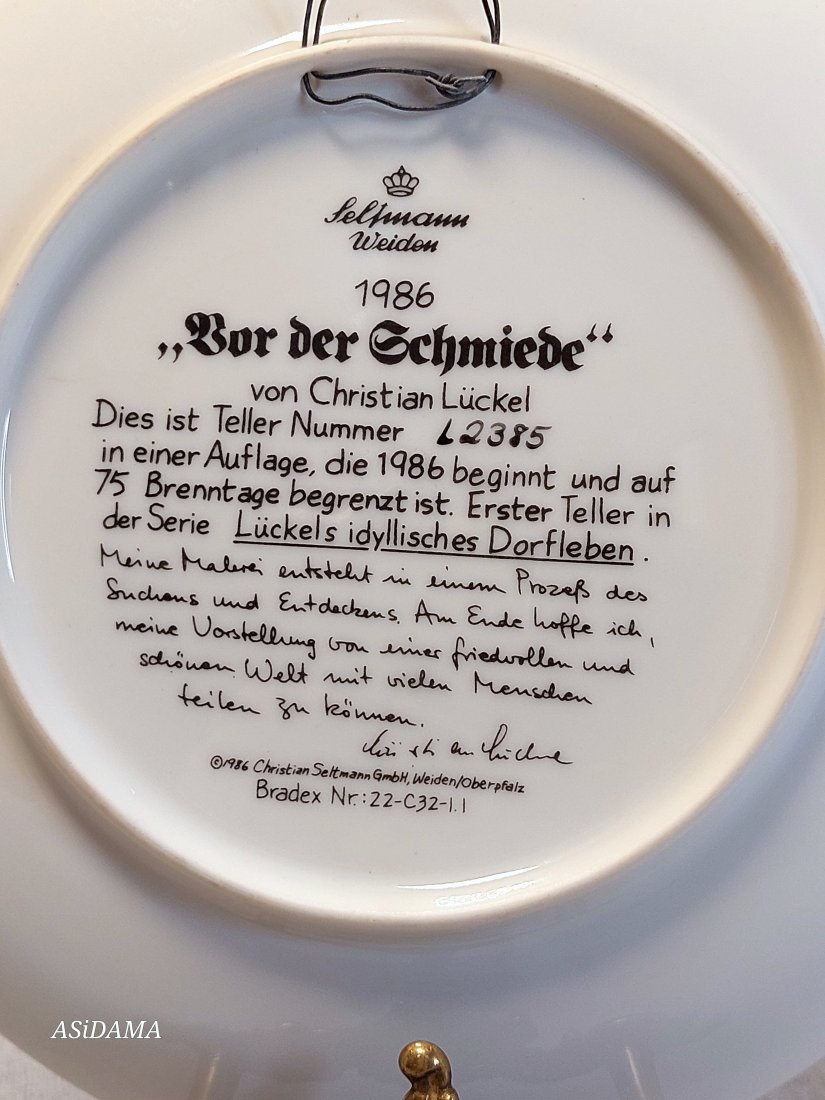 Seltmann
Weiden
1986
„Vor der Schmiede“
von Christian Lückel
Dies ist Teller Nummer L2385
in einer Auflage, die 1986 beginnt und auf
75 Brenntage begrenzt ist. Erster Teller in
der Serie Lückels idyllisches Dorfleben.
Meine Malerei entsteht in einem Prozeß des
Suchens und Entdeckens. Am Ende hoffe ich,
meine Vorstellung von einer friedvollen und
schönen Welt mit vielen Menschen
teilen zu können.
Christian Lückel
©1986 Christian Seltmann GmbH, Weiden/Oberpfalz
Bradex Nr.: 22-C32-1.1
ASiDAMA